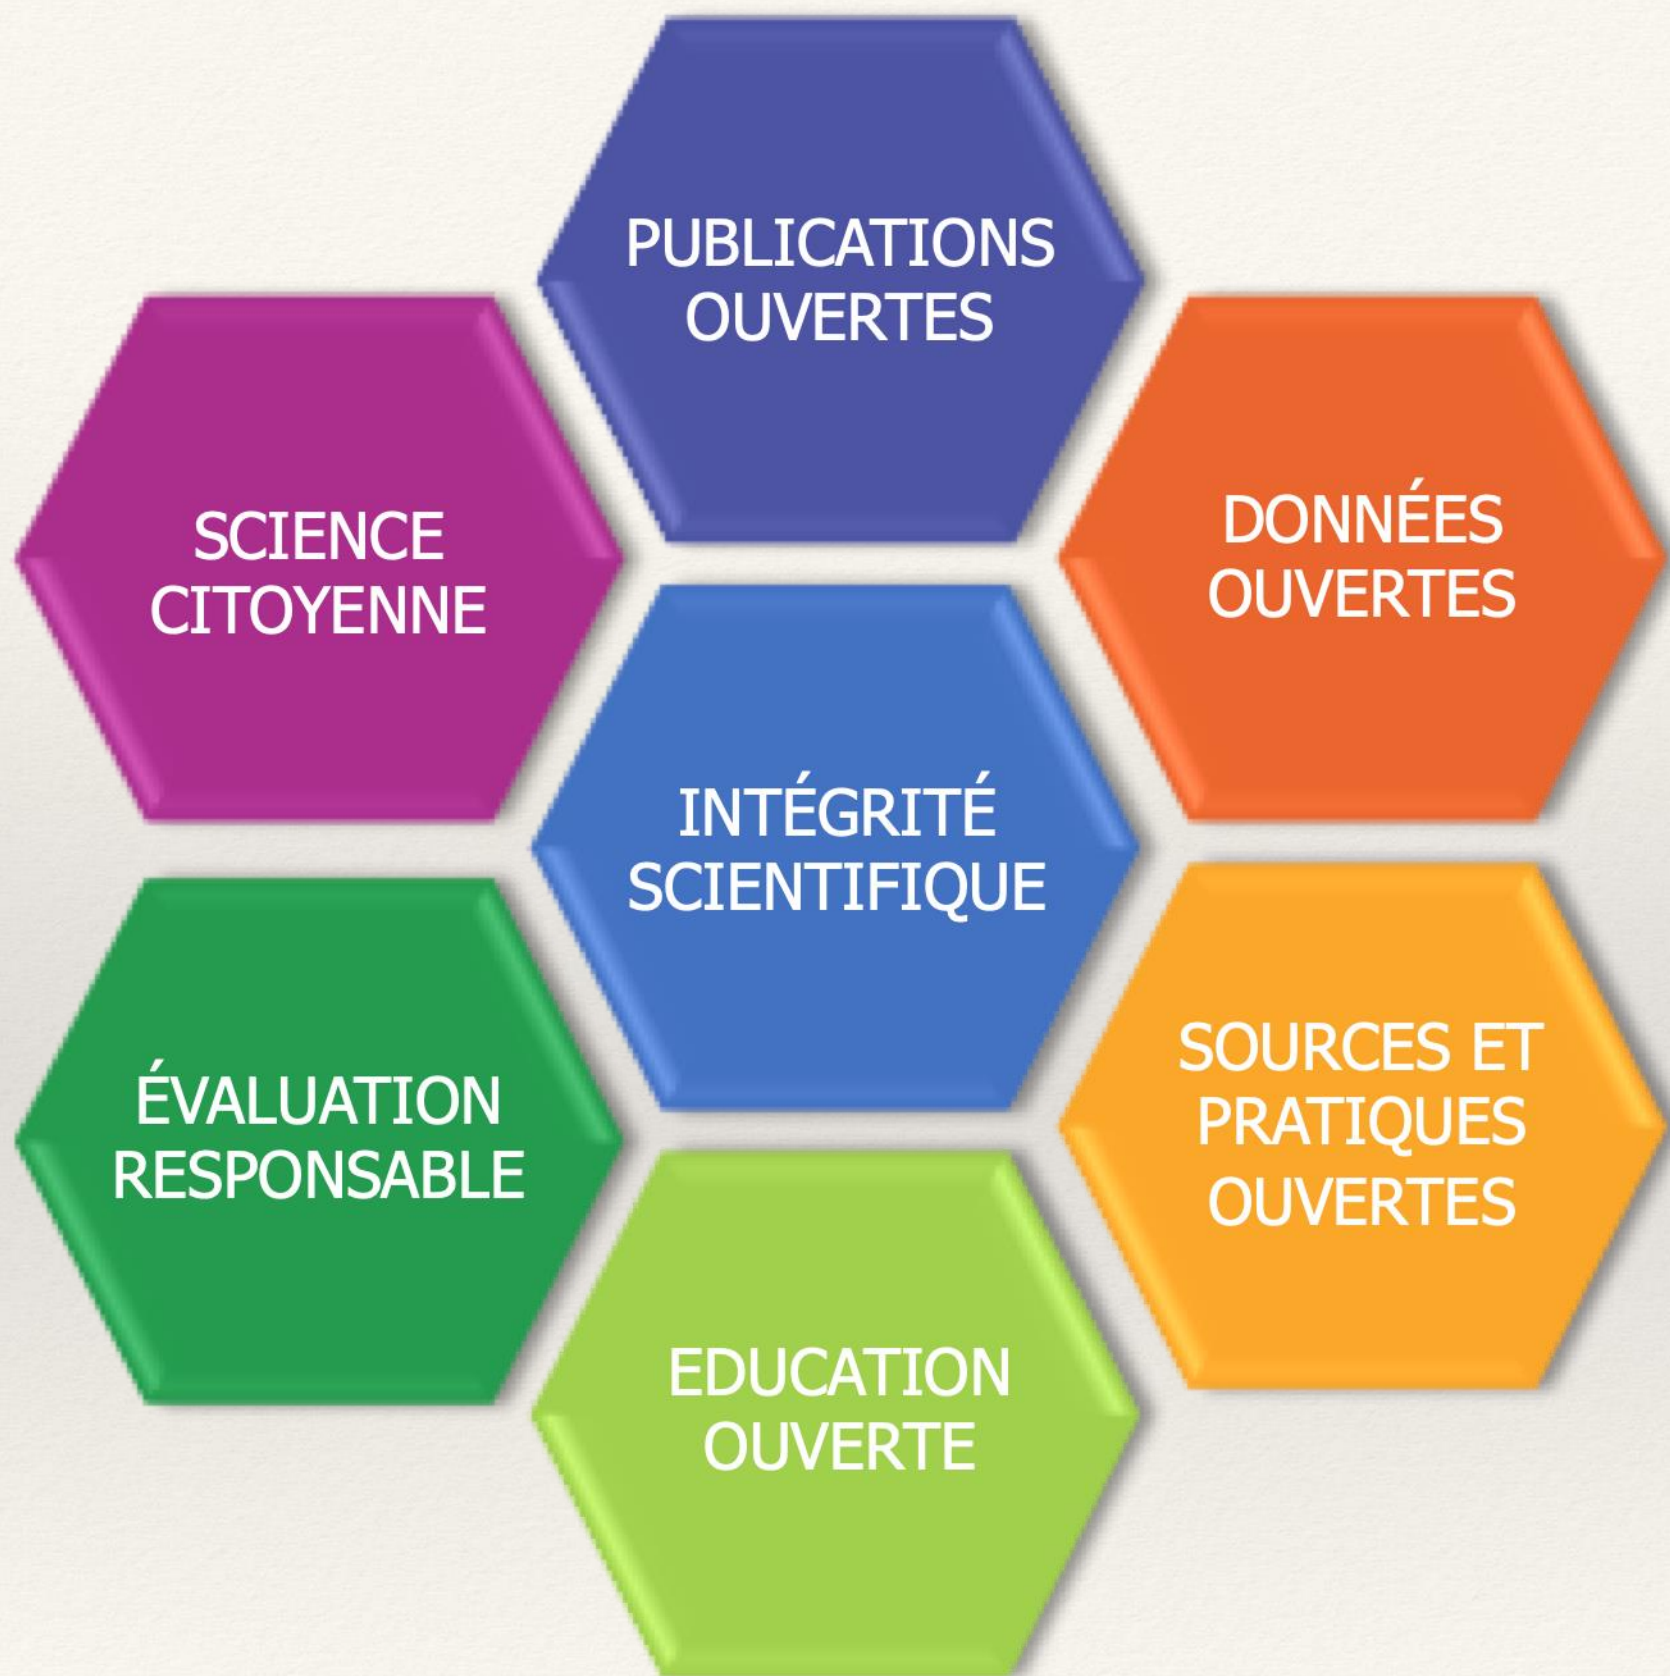 PUBLICATIONS
OUVERTES
SCIENCE
CITOYENNE
DONNÉES
OUVERTES
INTÉGRITÉ
SCIENTIFIQUE
ÉVALUATION
RESPONSABLE
SOURCES ET
PRATIQUES
OUVERTES
EDUCATION
OUVERTE